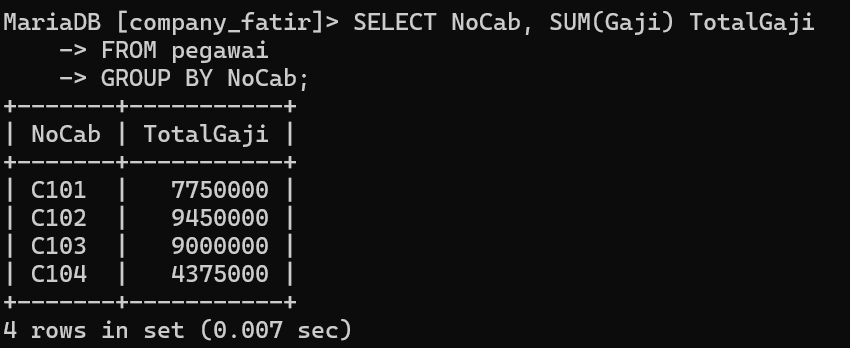 MariaDB [company_fatir]> SELECT NoCab, SUM(Gaji) TotalGaji
    -> FROM pegawai
    -> GROUP BY NoCab;
+-------+-----------+
| NoCab | TotalGaji |
+-------+-----------+
| C101  |   7750000 |
| C102  |   9450000 |
| C103  |   9000000 |
| C104  |   4375000 |
+-------+-----------+
4 rows in set (0.007 sec)